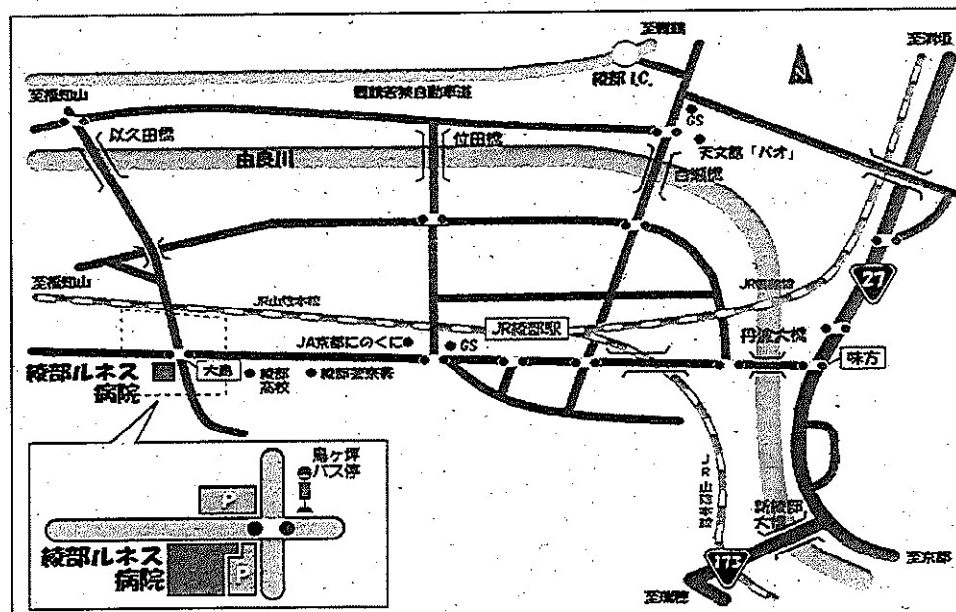 至舞鶴
綾部 I.C.
至福知山
舞鶴若狭自動車道
GS
以久田橋
位田橋
天文館「パオ」
由良川
白瀬橋
27
至福知山
JR山陰本線
JR舞鶴線
JR綾部駅
丹波大橋
JA京都にのくに
GS
味方
大島
綾部ルネス
病院
綾部
高校
綾部警察署
鳥ケ坪
バス停
P
綾部ルネス
病院
P
JR山陰本線
新綾部
大橋
173
至京都
至瑞穂